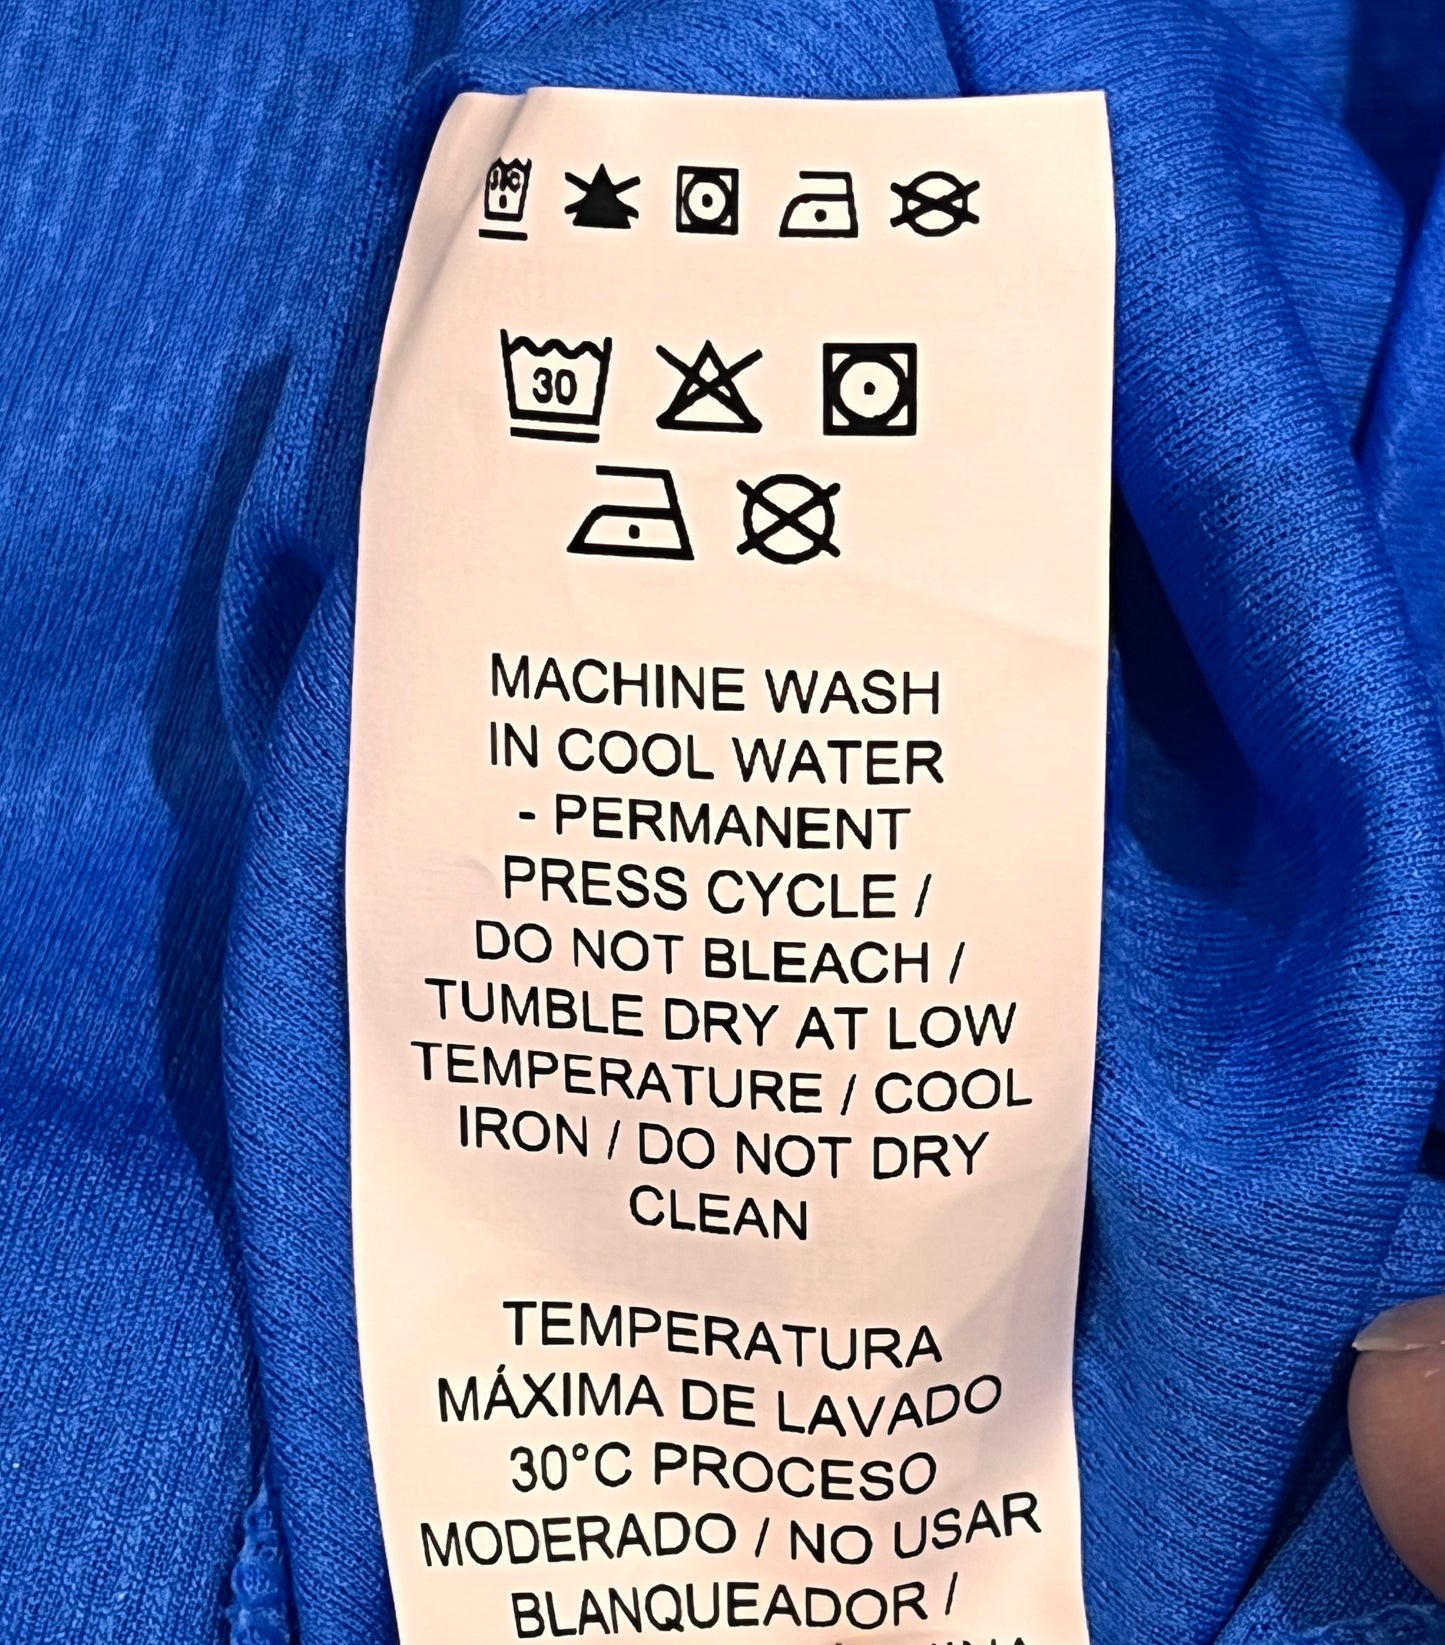 30
MACHINE WASH
IN COOL WATER
- PERMANENT
PRESS CYCLE /
DO NOT BLEACH /
TUMBLE DRY AT LOW
TEMPERATURE / COOL
IRON / DO NOT DRY
CLEAN
TEMPERATURA
MÁXIMA DE LAVADO
30°C PROCESO
MODERADO / NO USAR
BLANQUEADOR /